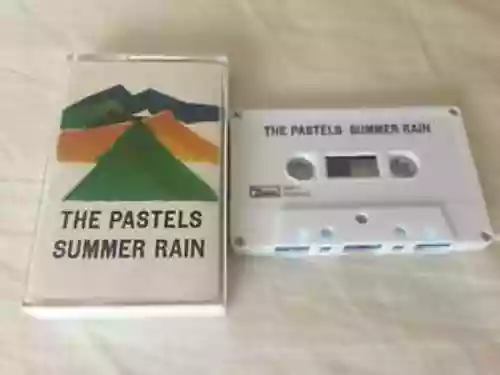 THE PASTELS
SUMMER RAIN
THE PASTELS SUMMER RAIN